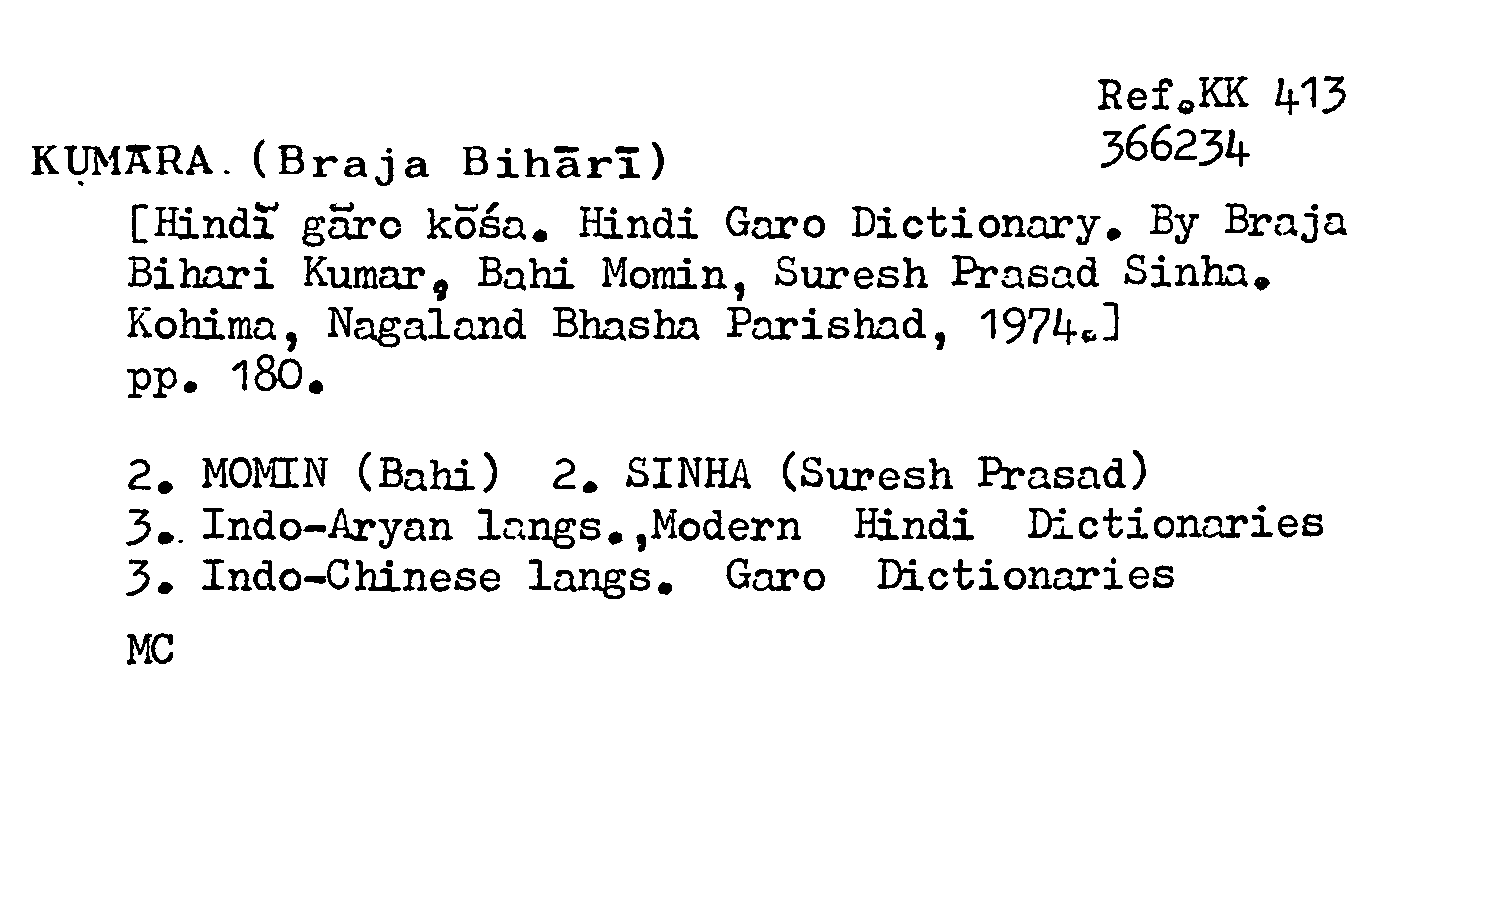 Ref.KK 413
366234
KUMĀRA.(Braja Bihārī)
[Hindī gāro kōśa. Hindi Garo Dictionary. By Braja
Bihari Kumar, Bahi Momin, Suresh Prasad Sinha.
Kohima, Nagaland Bhasha Parishad, 1974.]
pp. 180.
2. MOMIN (Bahi) 2. SINHA (Suresh Prasad)
3.. Indo-Aryan langs.,Modern Hindi Dictionaries
3. Indo-Chinese langs. Garo Dictionaries
MC